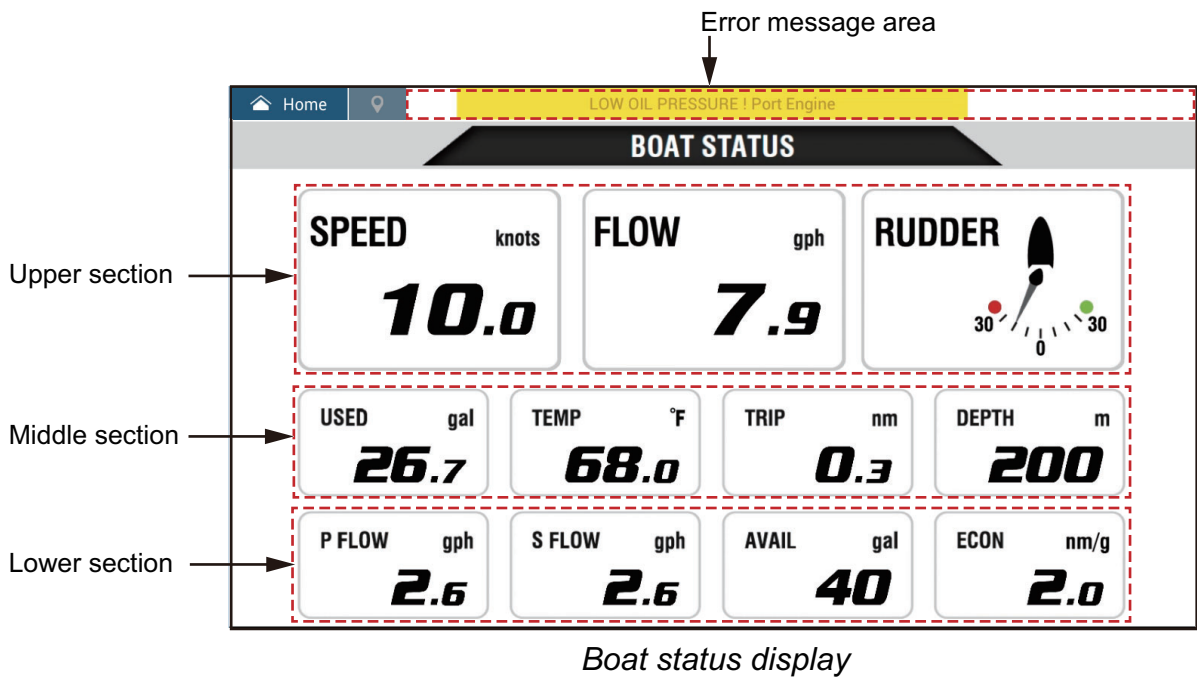 Error message area
Home
LOW OIL PRESSURE ! Port Engine
BOAT STATUS
Upper section
SPEED knots
10.0
FLOW gph
7.9
RUDDER
30 0 30
Middle section
USED gal
26.7
TEMP °F
68.0
TRIP nm
0.3
DEPTH m
200
Lower section
P FLOW gph
2.6
S FLOW gph
2.6
AVAIL gal
40
ECON nm/g
2.0
Boat status display